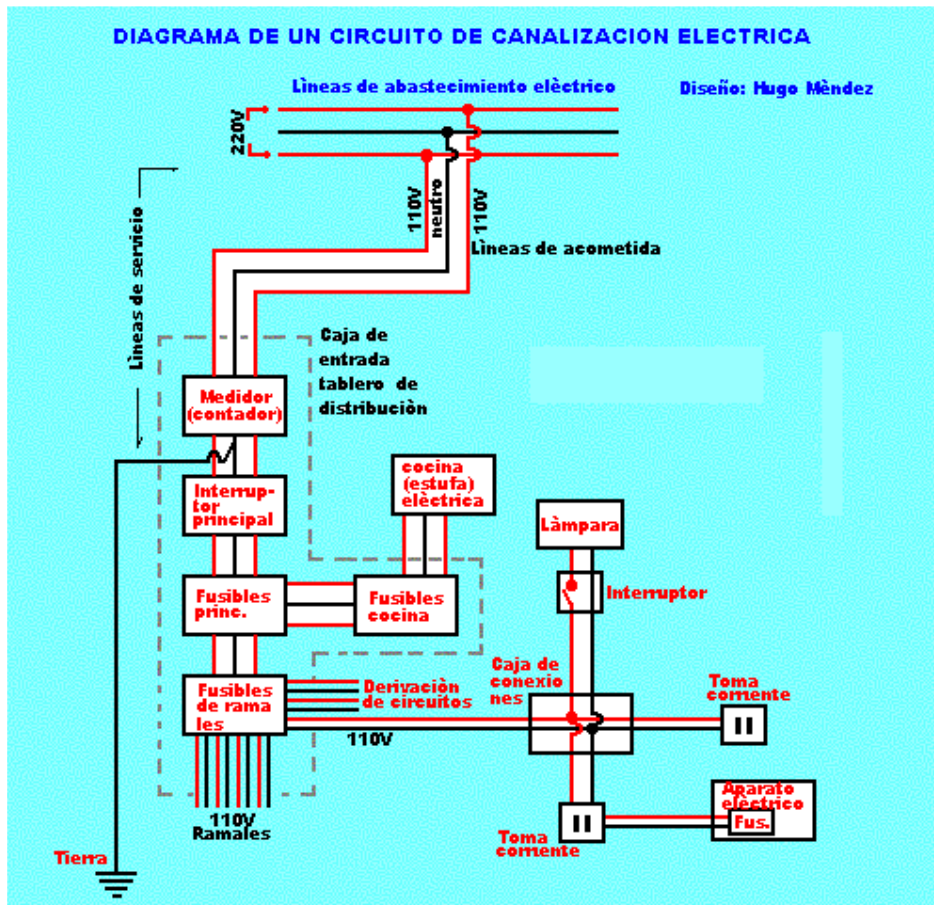 DIAGRAMA DE UN CIRCUITO DE CANALIZACION ELECTRICA
Lìneas de abastecimiento elèctrico
Diseño: Hugo Mèndez
220V
110V
neutro
110V
Lìneas de acometida
Lìneas de servicio
Caja de
entrada
tablero de
distribuciòn
Medidor
(contador)
Interrup-
tor
principal
cocina
(estufa)
elèctrica
Làmpara
Interruptor
Fusibles
princ.
Fusibles
cocina
Fusibles
de rama
les
Derivaciòn
de circuitos
Caja de
conexio
nes
Toma
corriente
110V
110V
Ramales
Toma
corriente
Aparato
elèctrico
Fus.
Tierra